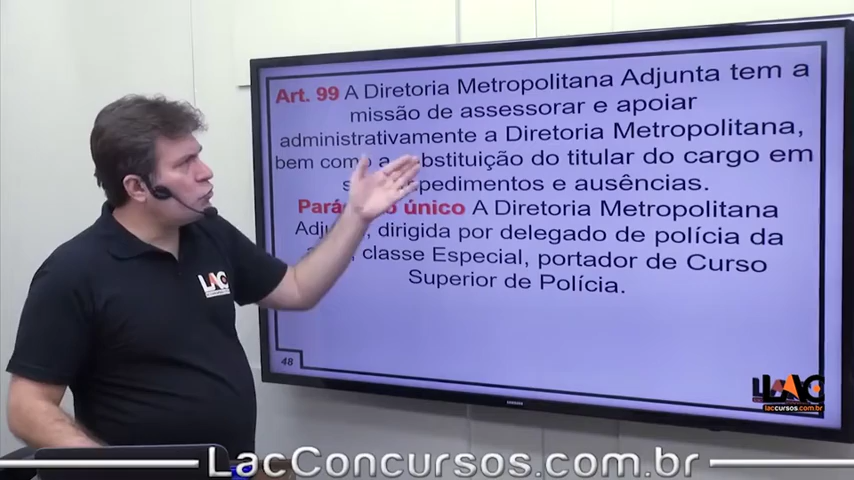 Art. 99 A Diretoria Metropolitana Adjunta tem a
missão de assessorar e apoiar
administrativamente a Diretoria Metropolitana,
bem como a substituição do titular do cargo em
impedimentos e ausências.
único A Diretoria Metropolitana
Adjunta, dirigida por delegado de polícia da
classe Especial, portador de Curso
Superior de Polícia.
48
LAC
LAC
laccursos.com.br
SAMSUNG
LacConcursos.com.br